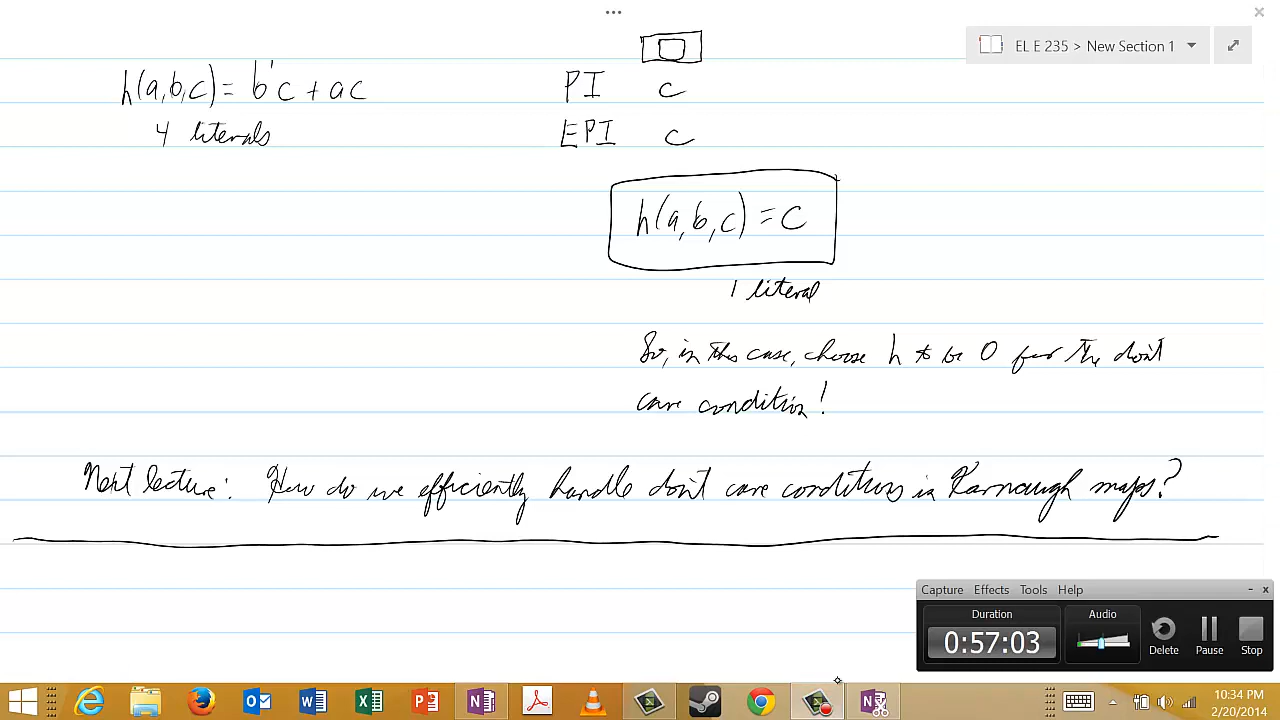 EL E 235 > New Section 1
h(a,b,c) = b'c + ac
4 literals
PI c
EPI c
h(a,b,c) = c
1 literal
So, in this case, choose h to be 0 for the don't
care condition!
Next lecture: How do we efficiently handle don't care conditions in Karnaugh maps?
Capture Effects Tools Help
Duration
0:57:03
Audio
Delete
Pause
Stop
10:34 PM
2/20/2014